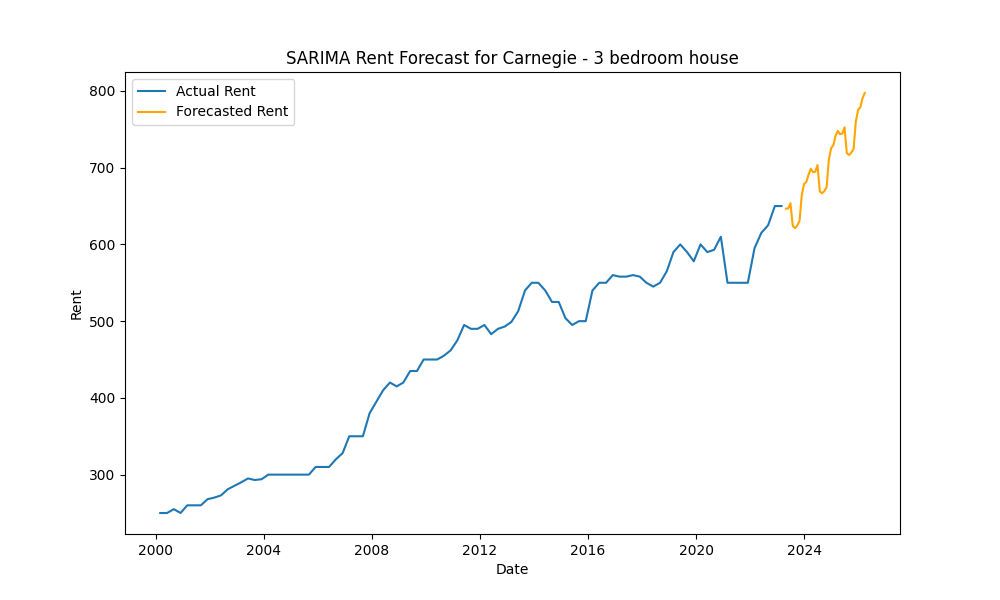 SARIMA Rent Forecast for Carnegie - 3 bedroom house
Actual Rent
Forecasted Rent
800
700
600
500
400
300
Rent
2000 2004 2008 2012 2016 2020 2024
Date